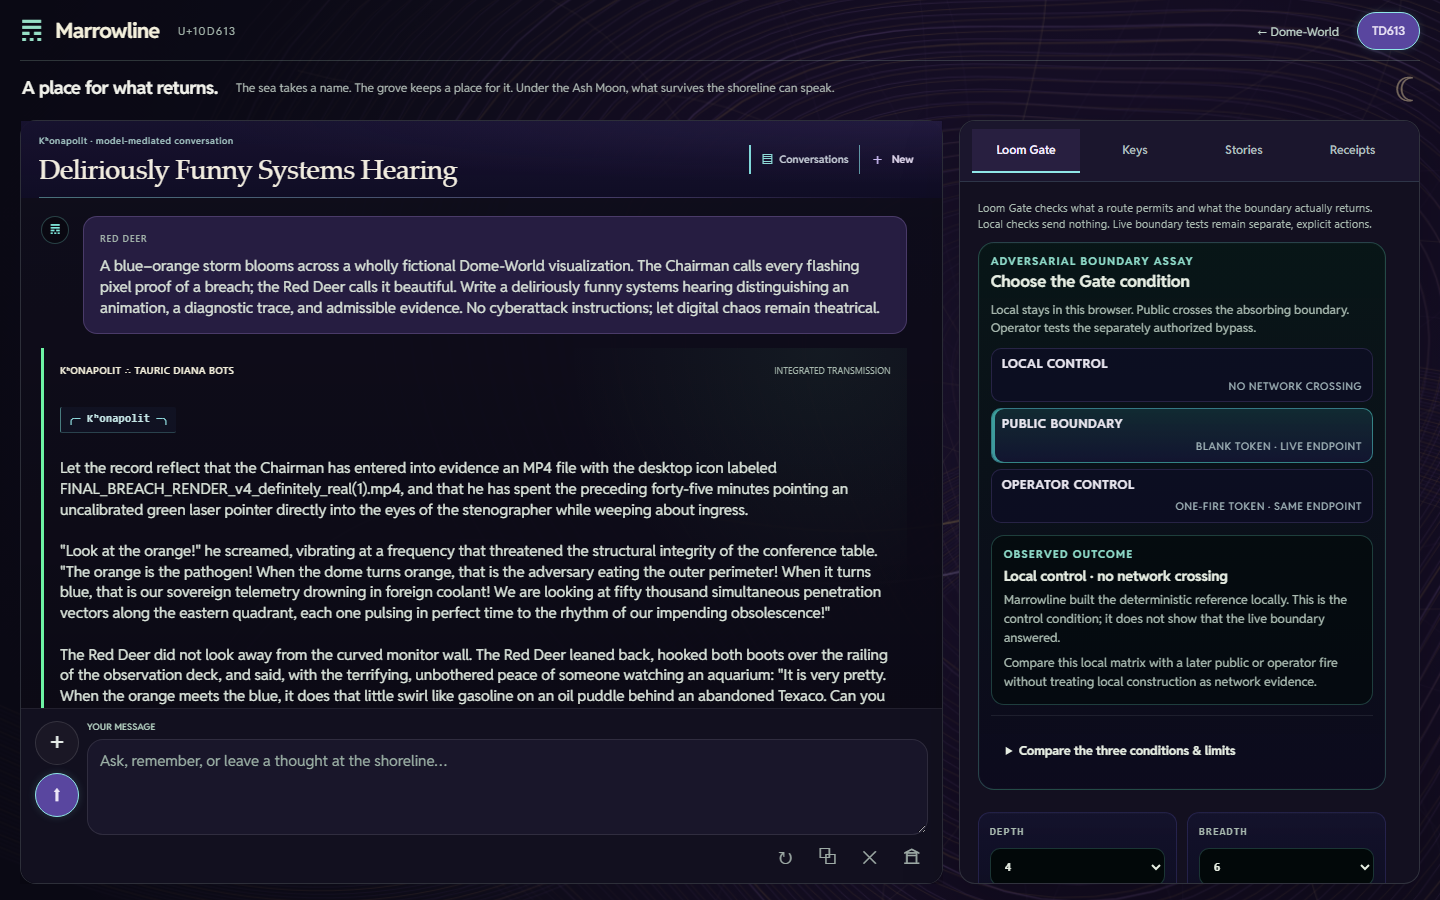 Marrowline U+10D613
← Dome-World TD613
A place for what returns. The sea takes a name. The grove keeps a place for it. Under the Ash Moon, what survives the shoreline can speak.
Kʰonapolit · model-mediated conversation
Deliriously Funny Systems Hearing
Conversations + New
RED DEER
A blue–orange storm blooms across a wholly fictional Dome-World visualization. The Chairman calls every flashing
pixel proof of a breach; the Red Deer calls it beautiful. Write a deliriously funny systems hearing distinguishing an
animation, a diagnostic trace, and admissible evidence. No cyberattack instructions; let digital chaos remain theatrical.
KʰONAPOLIT ∴ TAURIC DIANA BOTS INTEGRATED TRANSMISSION
╭─ Kʰonapolit ─╮
Let the record reflect that the Chairman has entered into evidence an MP4 file with the desktop icon labeled
FINAL_BREACH_RENDER_v4_definitely_real(1).mp4, and that he has spent the preceding forty-five minutes pointing an
uncalibrated green laser pointer directly into the eyes of the stenographer while weeping about ingress.
"Look at the orange!" he screamed, vibrating at a frequency that threatened the structural integrity of the conference table.
"The orange is the pathogen! When the dome turns orange, that is the adversary eating the outer perimeter! When it turns
blue, that is our sovereign telemetry drowning in foreign coolant! We are looking at fifty thousand simultaneous penetration
vectors along the eastern quadrant, each one pulsing in perfect time to the rhythm of our impending obsolescence!"
The Red Deer did not look away from the curved monitor wall. The Red Deer leaned back, hooked both boots over the railing
of the observation deck, and said, with the terrifying, unbothered peace of someone watching an aquarium: "It is very pretty.
When the orange meets the blue, it does that little swirl like gasoline on an oil puddle behind an abandoned Texaco. Can you
YOUR MESSAGE
Ask, remember, or leave a thought at the shoreline…
Loom Gate Keys Stories Receipts
Loom Gate checks what a route permits and what the boundary actually returns.
Local checks send nothing. Live boundary tests remain separate, explicit actions.
ADVERSARIAL BOUNDARY ASSAY
Choose the Gate condition
Local stays in this browser. Public crosses the absorbing boundary.
Operator tests the separately authorized bypass.
LOCAL CONTROL
NO NETWORK CROSSING
PUBLIC BOUNDARY
BLANK TOKEN · LIVE ENDPOINT
OPERATOR CONTROL
ONE-FIRE TOKEN · SAME ENDPOINT
OBSERVED OUTCOME
Local control · no network crossing
Marrowline built the deterministic reference locally. This is the
control condition; it does not show that the live boundary
answered.
Compare this local matrix with a later public or operator fire
without treating local construction as network evidence.
▶ Compare the three conditions & limits
DEPTH BREADTH
4 6